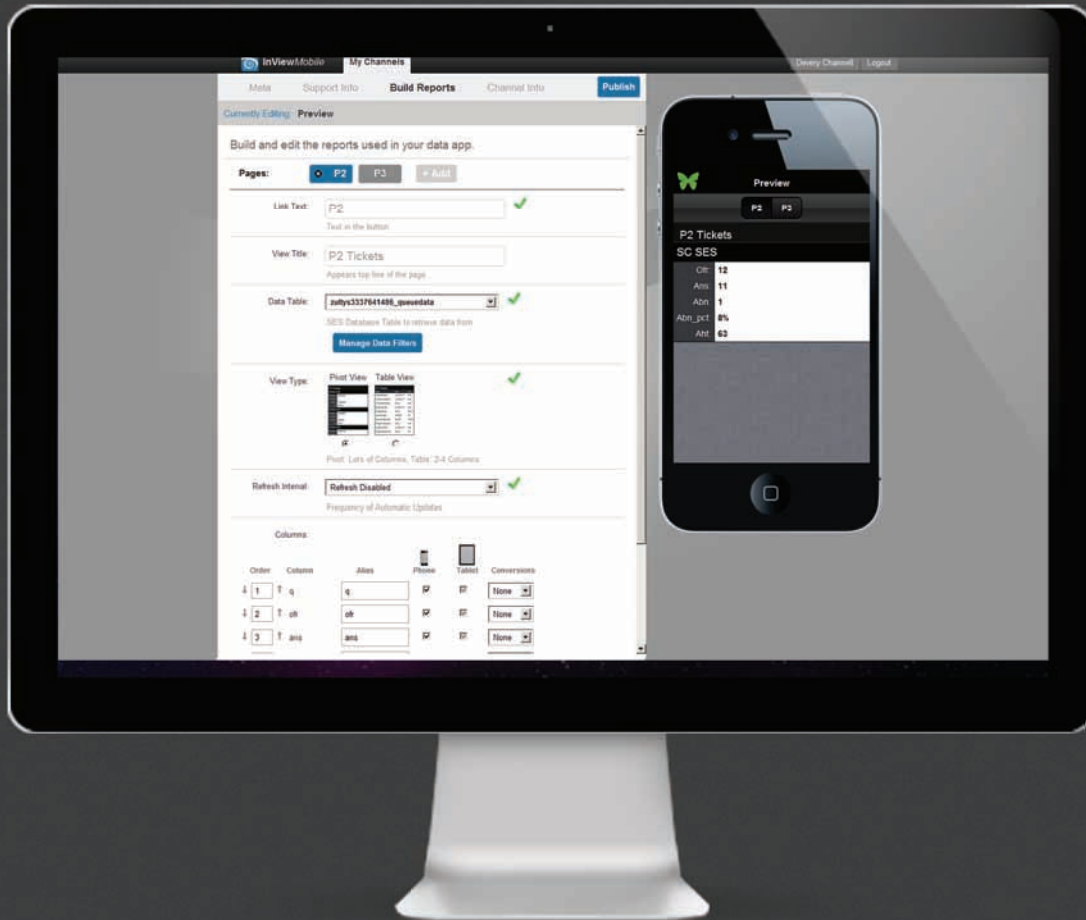 InViewMobile My Channels Devery Channell Logout
Meta Support Info Build Reports Channel Info Publish
Currently Editing: Preview
Build and edit the reports used in your data app.
Pages: P2 P3 + Add
Link Text: P2
Text in the button
View Title: P2 Tickets
Appears top line of the page
Data Table: zultys3337641486_queuedata
SES Database Table to retrieve data from
Manage Data Filters
View Type: Pivot View Table View
Pivot: Lots of Columns, Table: 2-4 Columns
Refresh Interval: Refresh Disabled
Frequency of Automatic Updates
Columns:
Order Column Alias Phone Tablet Conversions
1 q q None
2 ofr ofr None
3 ans ans None
Preview
P2 P3
P2 Tickets
SC SES
Ofr: 12
Ans: 11
Abn: 1
Abn_pct: 8%
Aht: 63